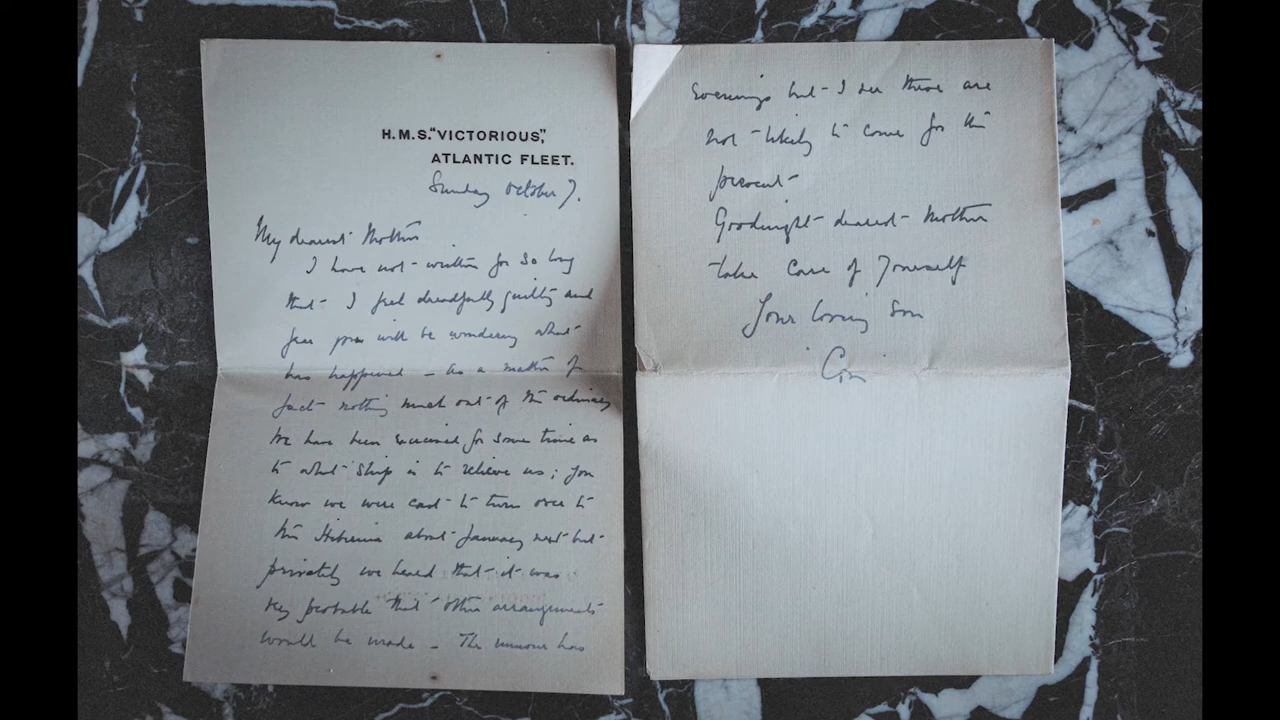 H.M.S. "VICTORIOUS",
ATLANTIC FLEET.
Sunday October 7.
My dearest Mother
I have not written for so long
that I feel dreadfully guilty and
fear you will be wondering what
has happened – As a matter of
fact nothing much out of the ordinary
We have been exercised for some time as
to what ship is to relieve us; you
know we were cast to turn over to
the Hibernia about January next but
privately we heard that it was
very probable that other arrangements
would be made – The rumour has
evenings but I see these are
not likely to come for the
present
Goodnight dearest Mother
take care of yourself
Your loving Son
Con